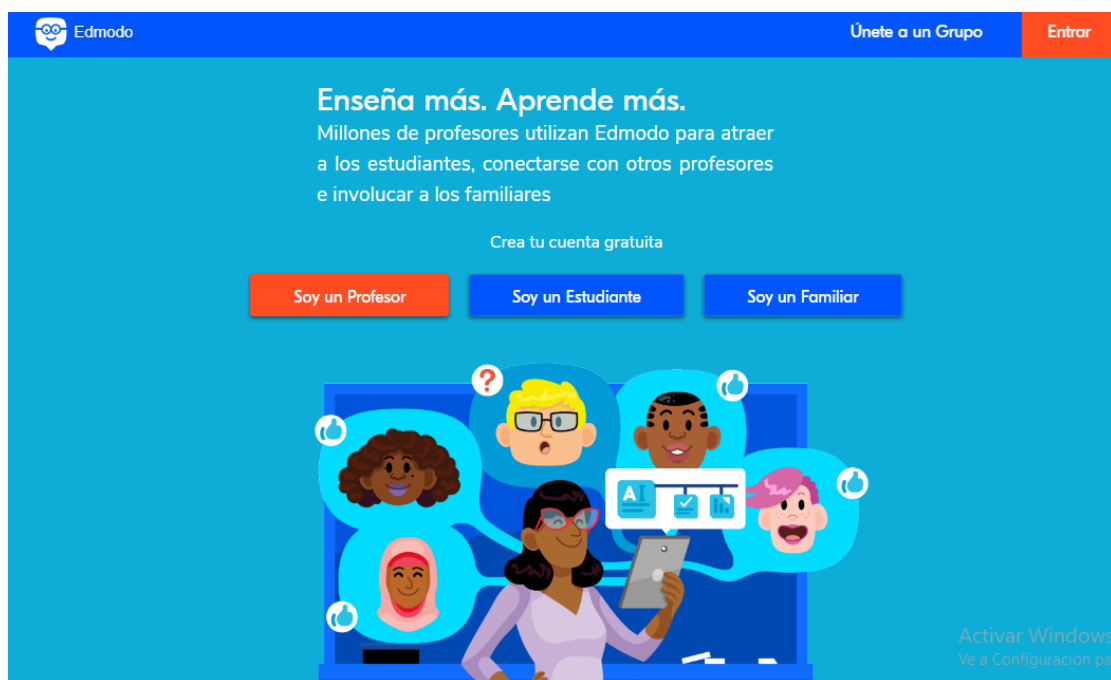 Edmodo
Únete a un Grupo
Entrar
Enseña más. Aprende más.
Millones de profesores utilizan Edmodo para atraer
a los estudiantes, conectarse con otros profesores
e involucar a los familiares
Crea tu cuenta gratuita
Soy un Profesor
Soy un Estudiante
Soy un Familiar
?
A
Activar Windows
Ve a Configuración pa